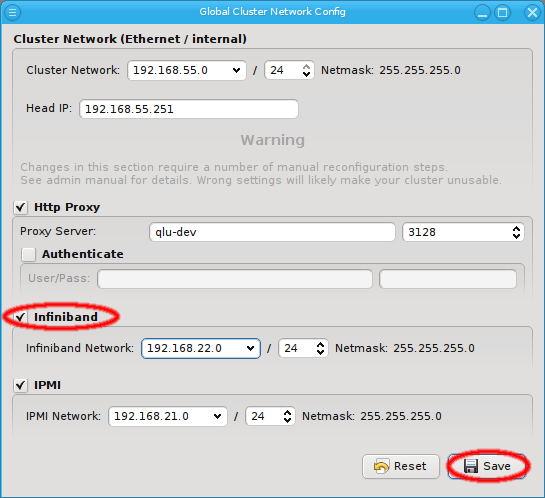 Global Cluster Network Config
Cluster Network (Ethernet / internal)
Cluster Network: 192.168.55.0 / 24 Netmask: 255.255.255.0
Head IP: 192.168.55.251
Warning
Changes in this section require a number of manual reconfiguration steps.
See admin manual for details. Wrong settings will likely make your cluster unusable.
Http Proxy
Proxy Server: qlu-dev 3128
Authenticate
User/Pass:
Infiniband
Infiniband Network: 192.168.22.0 / 24 Netmask: 255.255.255.0
IPMI
IPMI Network: 192.168.21.0 / 24 Netmask: 255.255.255.0
Reset Save